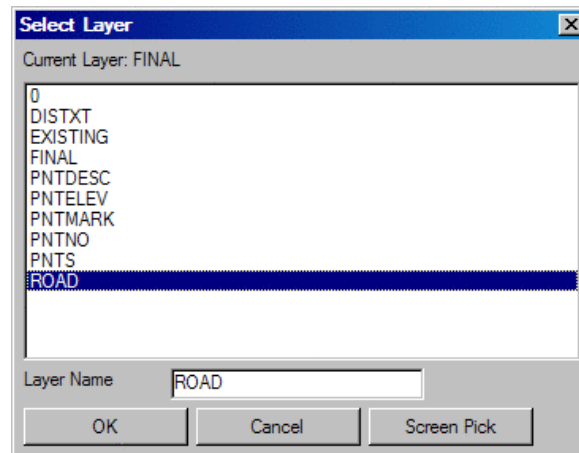 Select Layer
Current Layer: FINAL
0
DISTXT
EXISTING
FINAL
PNTDESC
PNTELEV
PNTMARK
PNTNO
PNTS
ROAD
Layer Name ROAD
OK Cancel Screen Pick